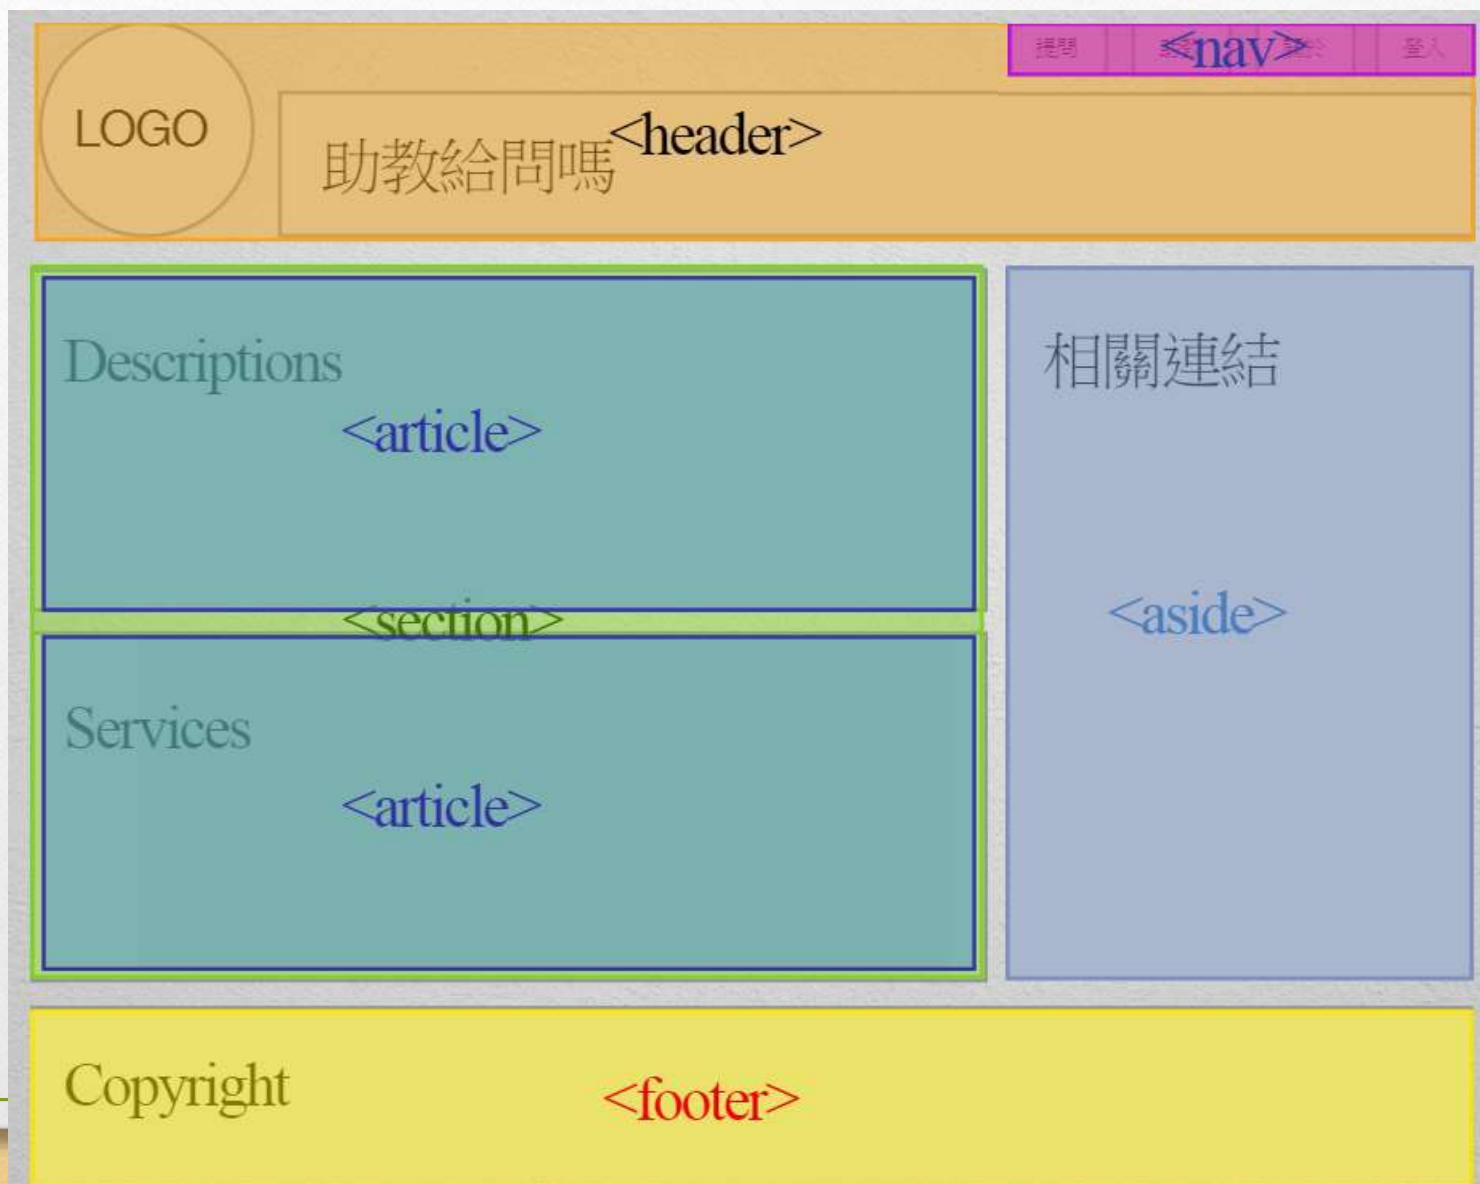 提問 <nav> 登入
LOGO
助教給問嗎 <header>
Descriptions
<article>
相關連結
<section>
<aside>
Services
<article>
Copyright
<footer>